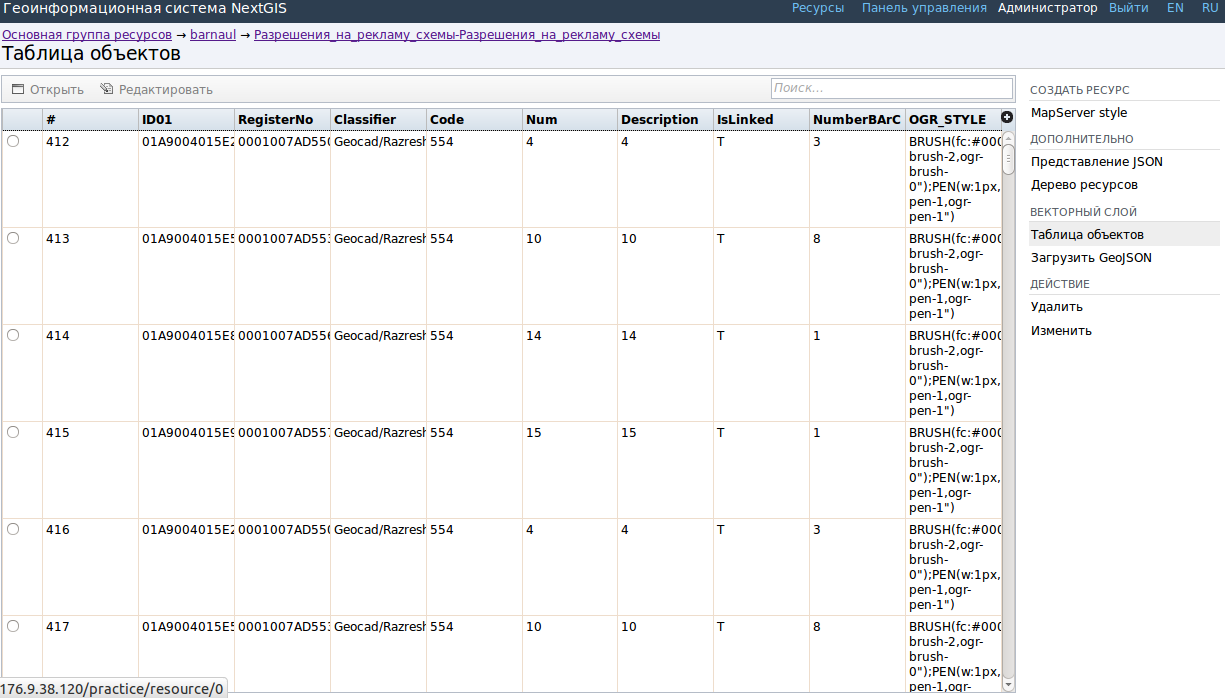 Геоинформационная система NextGIS
Ресурсы Панель управления Администратор Выйти EN RU
Основная группа ресурсов → barnaul → Разрешения_на_рекламу_схемы-Разрешения_на_рекламу_схемы
Таблица объектов
Открыть Редактировать Поиск...
# ID01 RegisterNo Classifier Code Num Description IsLinked NumberBArC OGR_STYLE
412 01A9004015E2 0001007AD550 Geocad/Razresh 554 4 4 T 3 BRUSH(fc:#000
brush-2,ogr-
brush-
0");PEN(w:1px,
pen-1,ogr-
pen-1")
413 01A9004015E5 0001007AD553 Geocad/Razresh 554 10 10 T 8 BRUSH(fc:#000
brush-2,ogr-
brush-
0");PEN(w:1px,
pen-1,ogr-
pen-1")
414 01A9004015E8 0001007AD556 Geocad/Razresh 554 14 14 T 1 BRUSH(fc:#000
brush-2,ogr-
brush-
0");PEN(w:1px,
pen-1,ogr-
pen-1")
415 01A9004015E9 0001007AD557 Geocad/Razresh 554 15 15 T 1 BRUSH(fc:#000
brush-2,ogr-
brush-
0");PEN(w:1px,
pen-1,ogr-
pen-1")
416 01A9004015E2 0001007AD550 Geocad/Razresh 554 4 4 T 3 BRUSH(fc:#000
brush-2,ogr-
brush-
0");PEN(w:1px,
pen-1,ogr-
pen-1")
417 01A9004015E5 0001007AD553 Geocad/Razresh 554 10 10 T 8 BRUSH(fc:#000
brush-2,ogr-
brush-
0");PEN(w:1px,
pen-1,ogr-
СОЗДАТЬ РЕСУРС
MapServer style
ДОПОЛНИТЕЛЬНО
Представление JSON
Дерево ресурсов
ВЕКТОРНЫЙ СЛОЙ
Таблица объектов
Загрузить GeoJSON
ДЕЙСТВИЕ
Удалить
Изменить
176.9.38.120/practice/resource/0